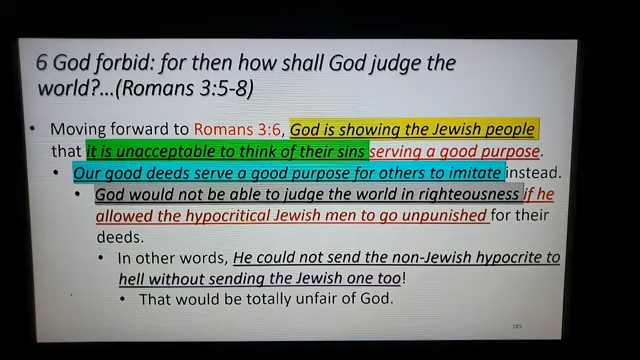 6 God forbid: for then how shall God judge the
world?...(Romans 3:5-8)
• Moving forward to Romans 3:6, God is showing the Jewish people
that it is unacceptable to think of their sins serving a good purpose.
• Our good deeds serve a good purpose for others to imitate instead.
• God would not be able to judge the world in righteousness if he
allowed the hypocritical Jewish men to go unpunished for their
deeds.
• In other words, He could not send the non-Jewish hypocrite to
hell without sending the Jewish one too!
• That would be totally unfair of God.